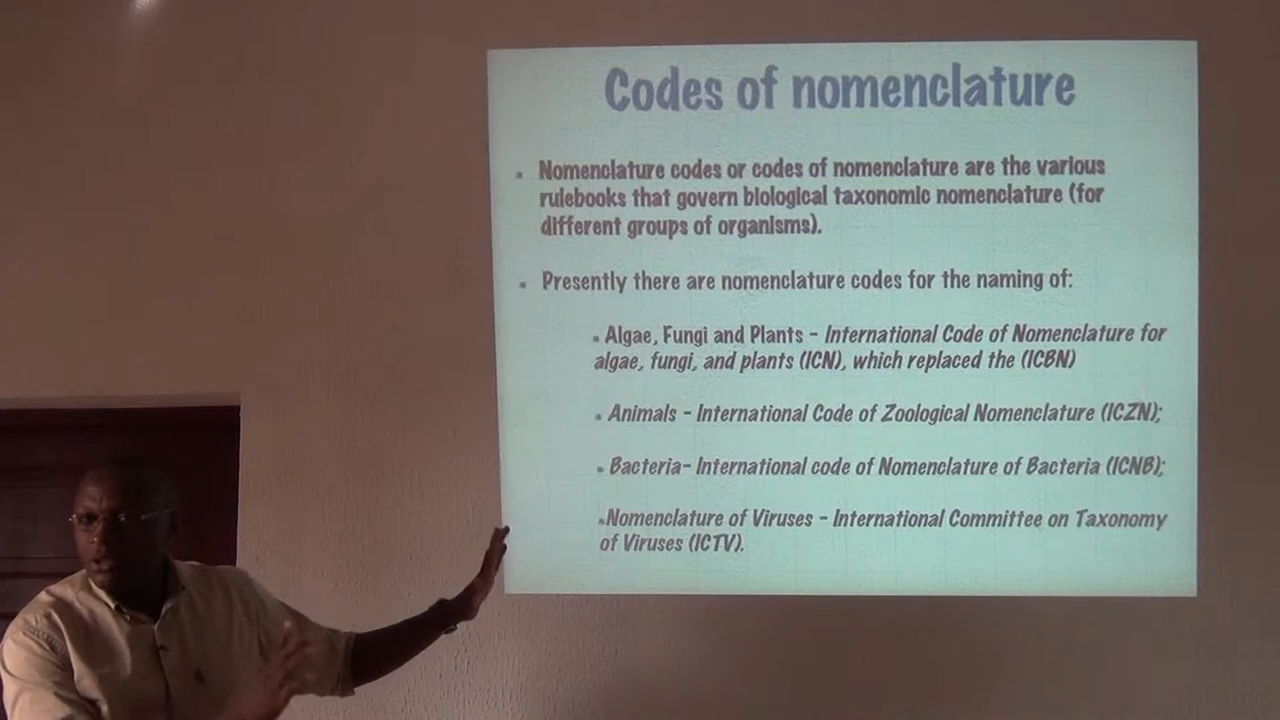 Codes of nomenclature
• Nomenclature codes or codes of nomenclature are the various
rulebooks that govern biological taxonomic nomenclature (for
different groups of organisms).
• Presently there are nomenclature codes for the naming of:
• Algae, Fungi and Plants – International Code of Nomenclature for
algae, fungi, and plants (ICN), which replaced the (ICBN)
• Animals – International Code of Zoological Nomenclature (ICZN);
• Bacteria– International code of Nomenclature of Bacteria (ICNB);
•Nomenclature of Viruses – International Committee on Taxonomy
of Viruses (ICTV).